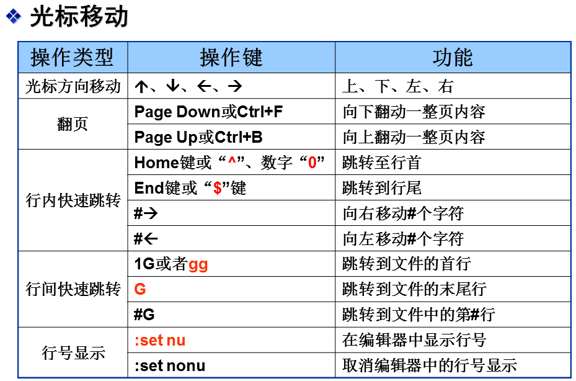 ❖ 光标移动
操作类型 操作键 功能
光标方向移动 ↑、↓、←、→ 上、下、左、右
翻页 Page Down或Ctrl+F 向下翻动一整页内容
Page Up或Ctrl+B 向上翻动一整页内容
行内快速跳转 Home键或“^”、数字“0” 跳转至行首
End键或“$”键 跳转到行尾
#→ 向右移动#个字符
#← 向左移动#个字符
行间快速跳转 1G或者gg 跳转到文件的首行
G 跳转到文件的末尾行
#G 跳转到文件中的第#行
行号显示 :set nu 在编辑器中显示行号
:set nonu 取消编辑器中的行号显示